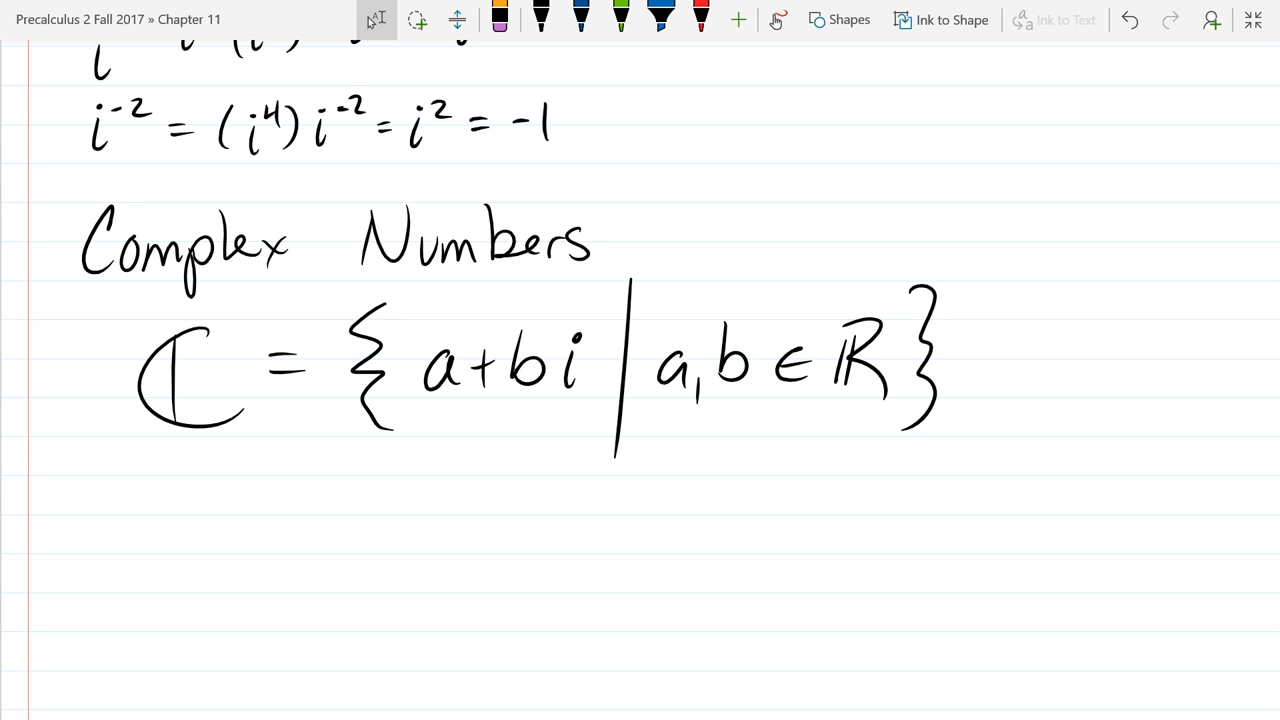 Precalculus 2 Fall 2017 » Chapter 11
Shapes
Ink to Shape
Ink to Text
i⁻² = (i⁴) i⁻² = i² = -1
Complex Numbers
ℂ = { a+bi | a,b ∈ ℝ }